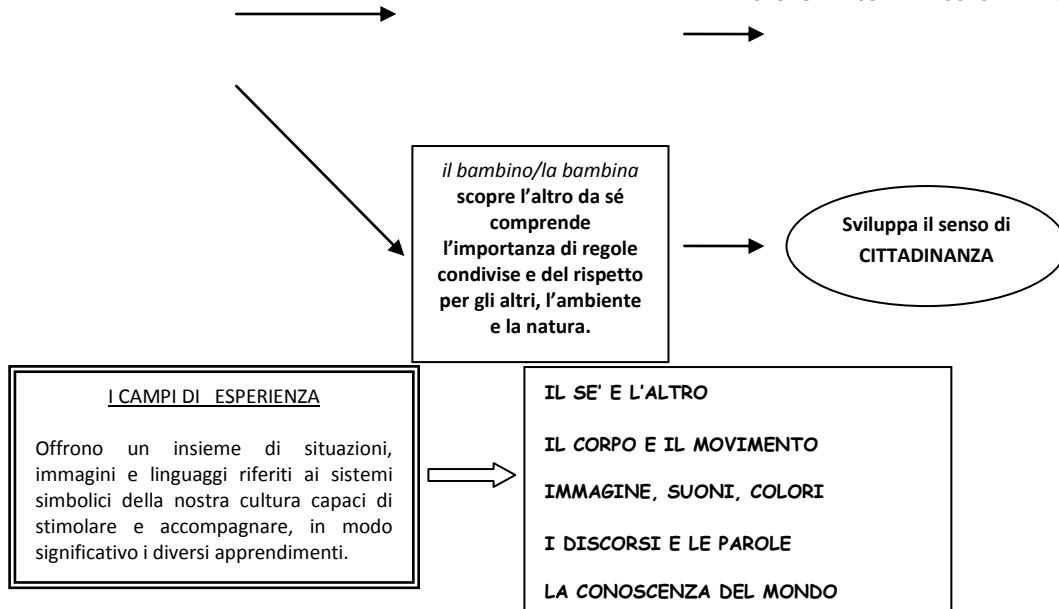 il bambino/la bambina
scopre l’altro da sé
comprende
l’importanza di regole
condivise e del rispetto
per gli altri, l’ambiente
e la natura.
Sviluppa il senso di
CITTADINANZA
I CAMPI DI ESPERIENZA
Offrono un insieme di situazioni,
immagini e linguaggi riferiti ai sistemi
simbolici della nostra cultura capaci di
stimolare e accompagnare, in modo
significativo i diversi apprendimenti.
IL SE’ E L’ALTRO
IL CORPO E IL MOVIMENTO
IMMAGINE, SUONI, COLORI
I DISCORSI E LE PAROLE
LA CONOSCENZA DEL MONDO